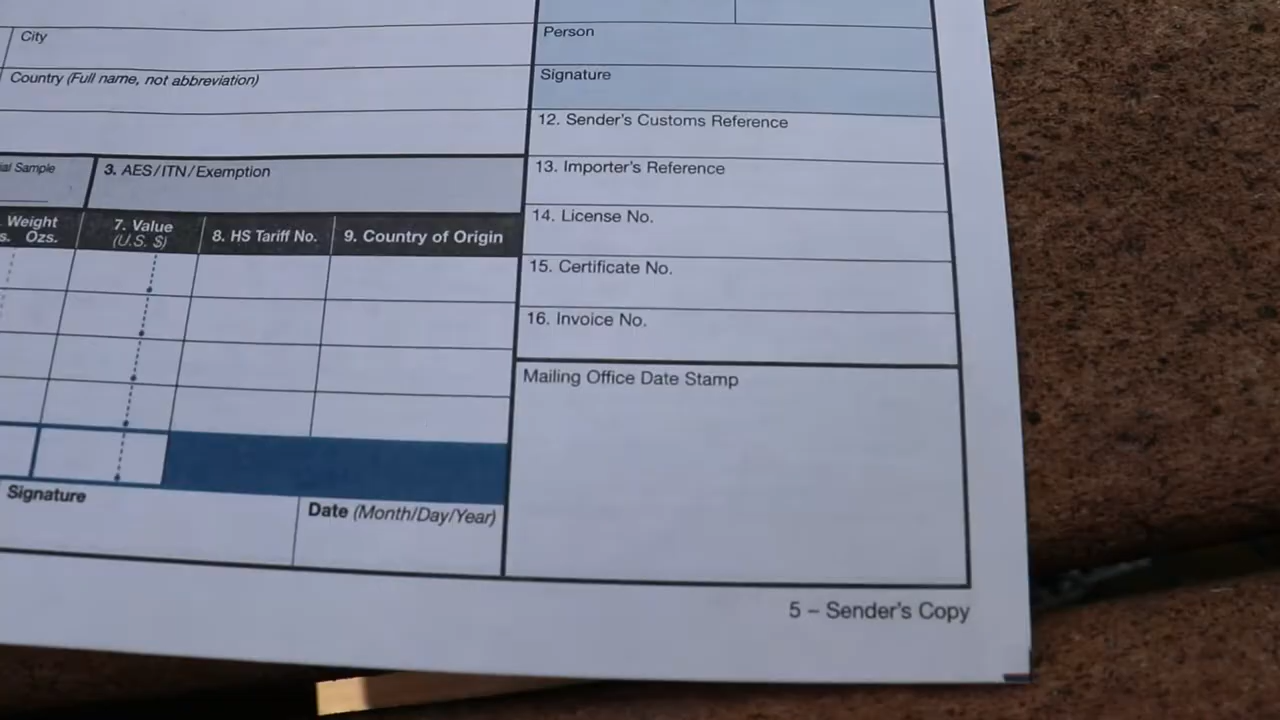 City
Country (Full name, not abbreviation)
Person
Signature
12. Sender's Customs Reference
13. Importer's Reference
14. License No.
15. Certificate No.
16. Invoice No.
Mailing Office Date Stamp
Sample
3. AES/ITN/Exemption
Weight
Ozs.
7. Value
(U.S. $)
8. HS Tariff No.
9. Country of Origin
Signature
Date (Month/Day/Year)
5 – Sender's Copy